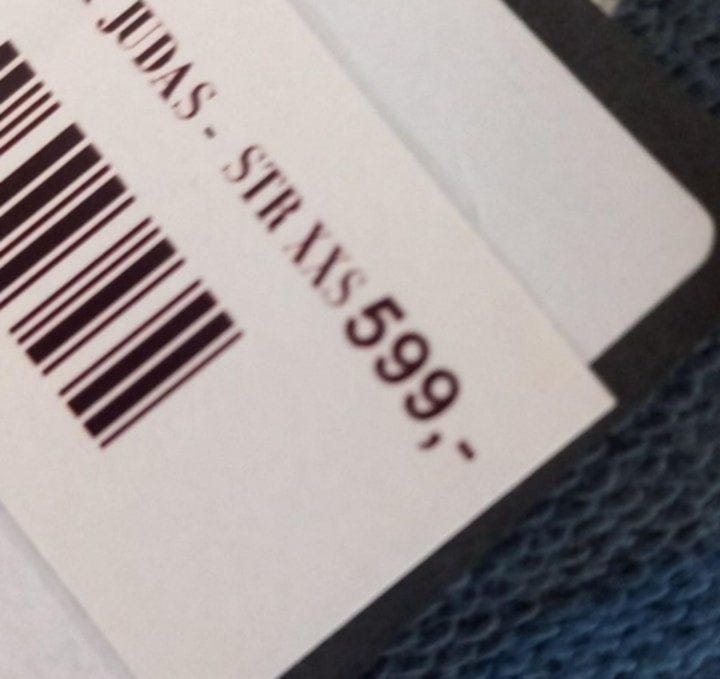 JUDAS - STR XXS 599,-